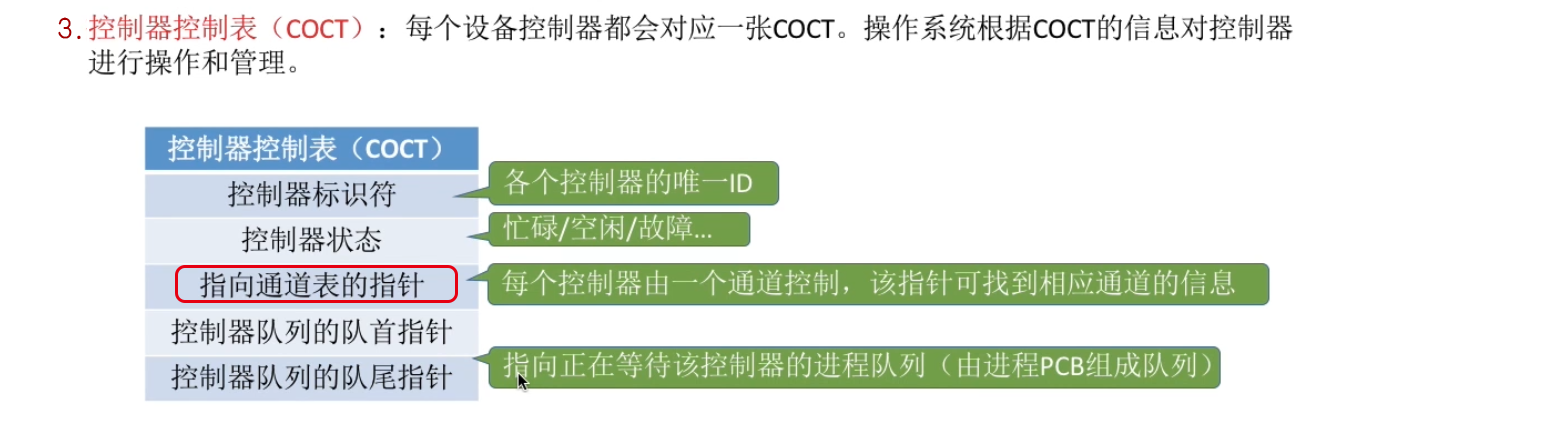 3. 控制器控制表（COCT）：每个设备控制器都会对应一张COCT。操作系统根据COCT的信息对控制器
进行操作和管理。
控制器控制表（COCT）
控制器标识符
各个控制器的唯一ID
控制器状态
忙碌/空闲/故障...
指向通道表的指针
每个控制器由一个通道控制，该指针可找到相应通道的信息
控制器队列的队首指针
控制器队列的队尾指针
指向正在等待该控制器的进程队列（由进程PCB组成队列）